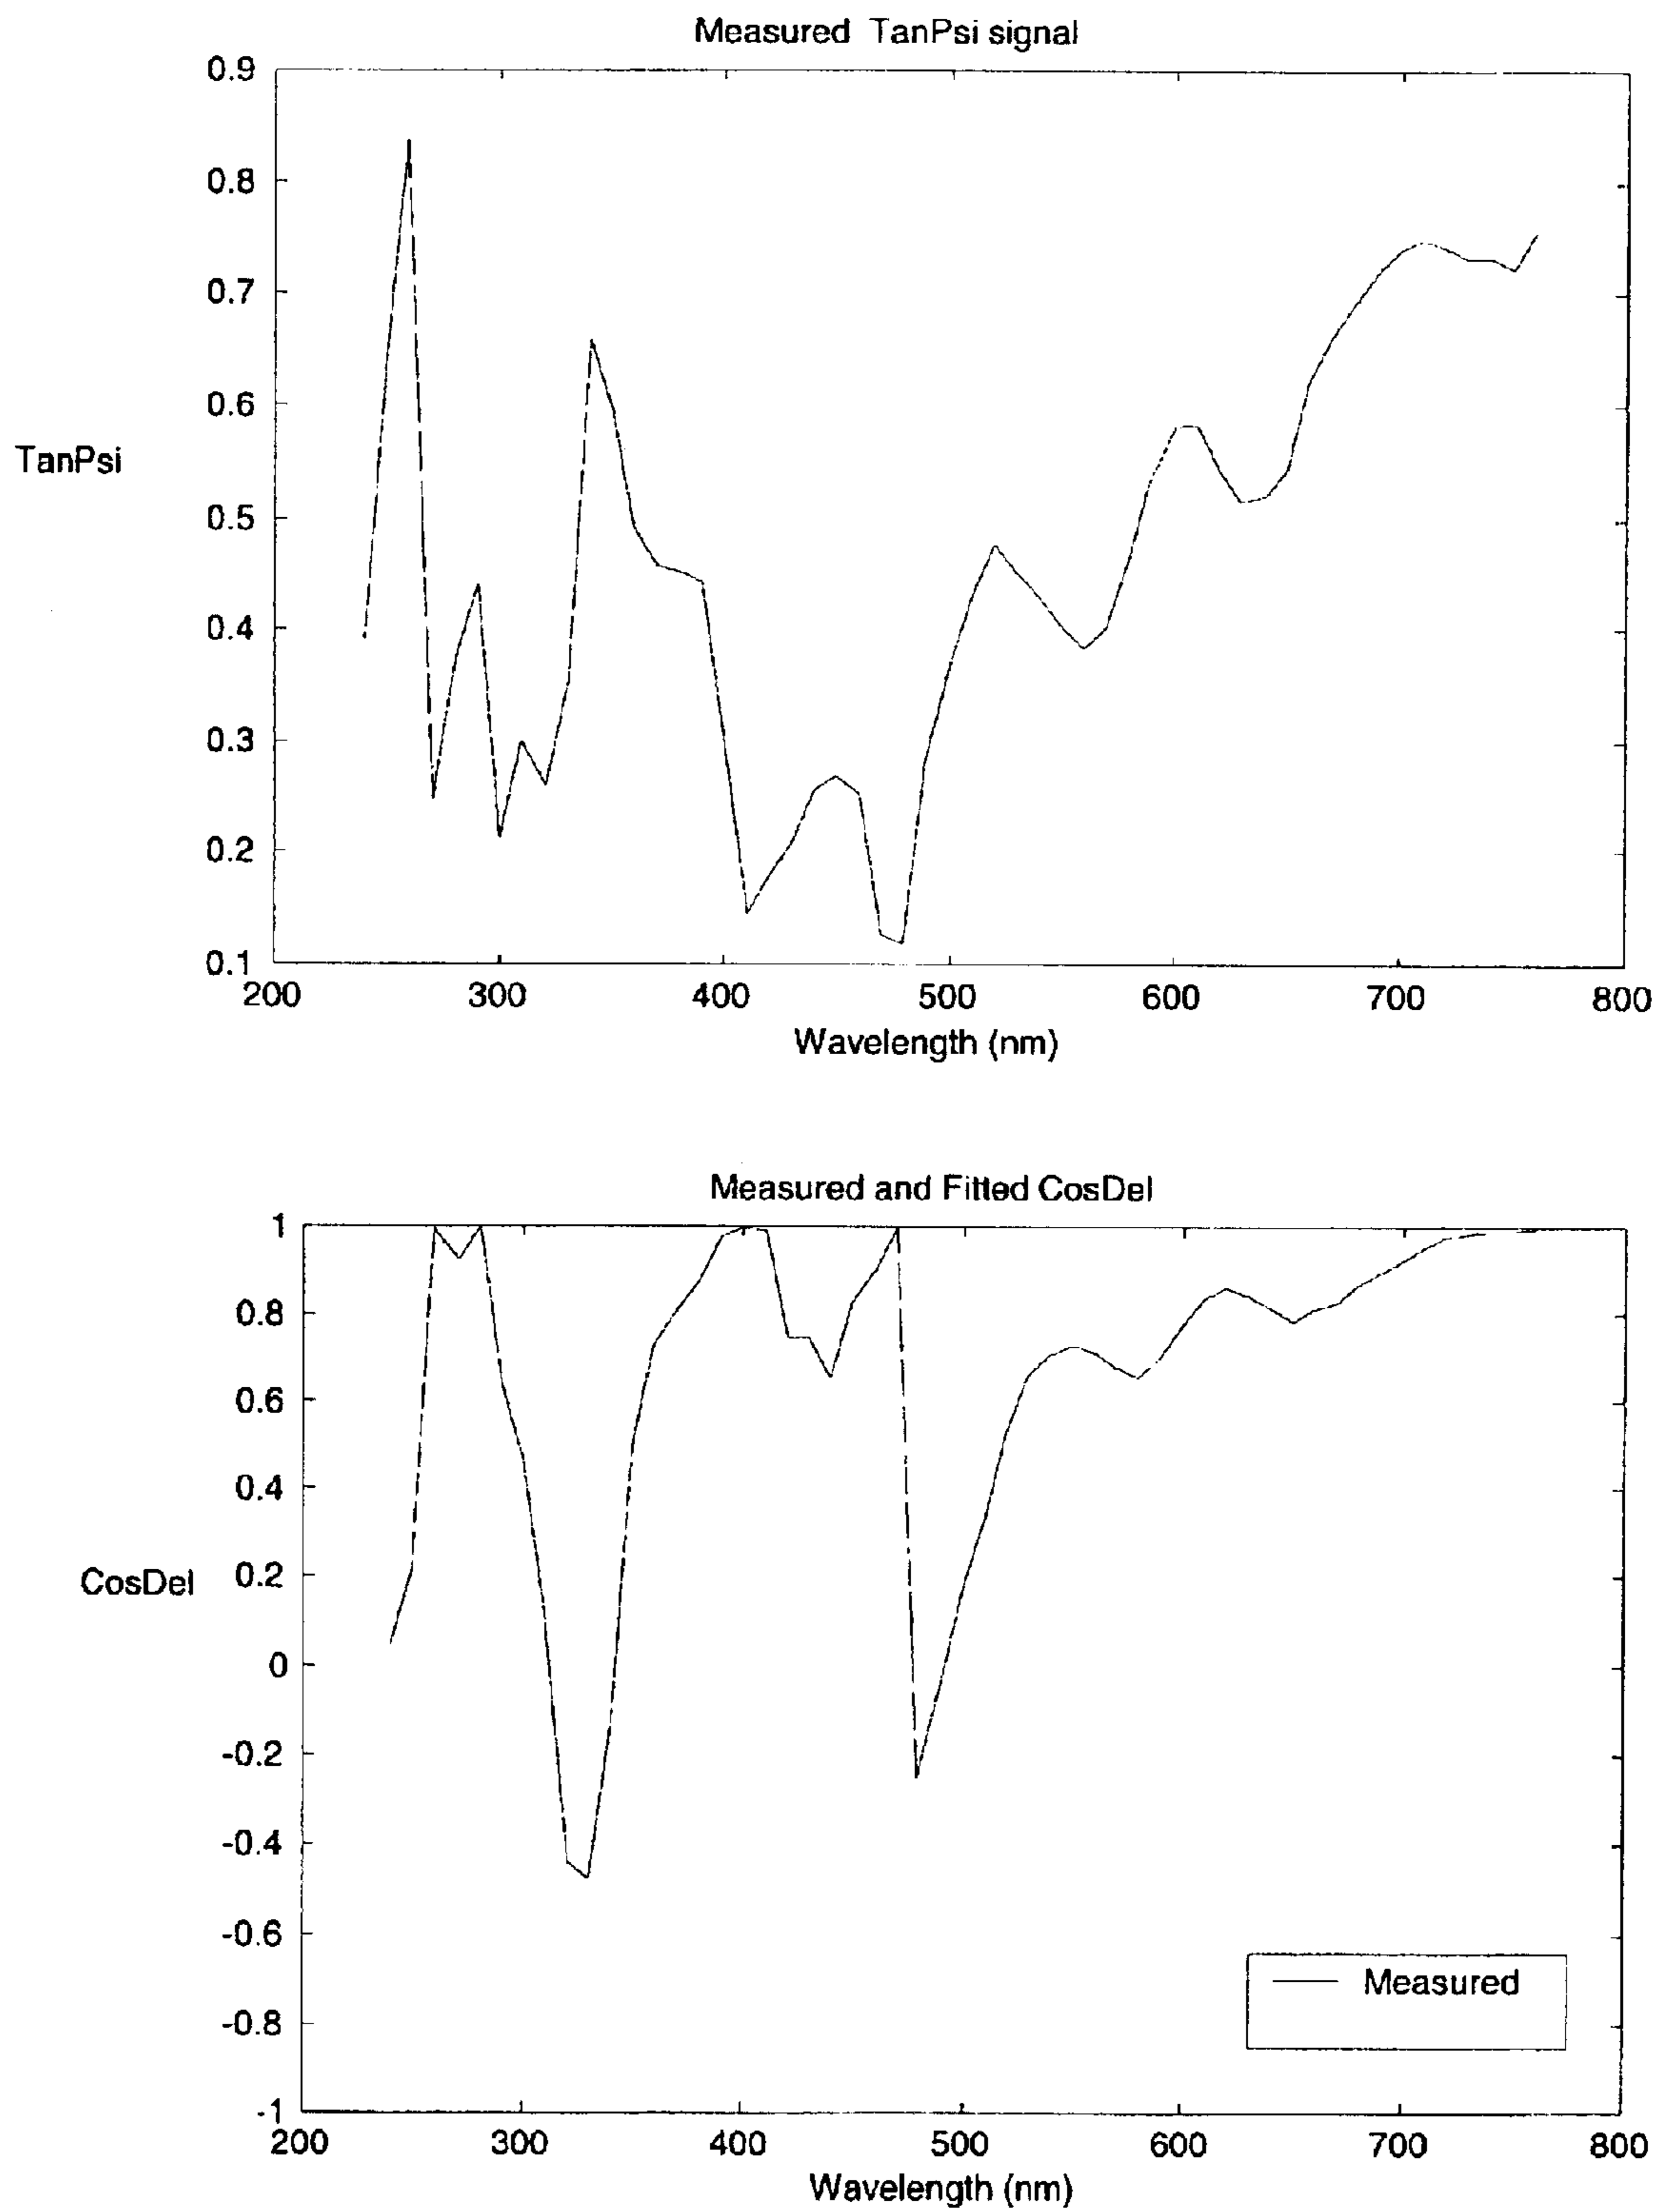 Measured TanPsi signal
0.9
0.8
0.7
0.6
TanPsi
0.5
0.4
0.3
0.2
0.1
200 300 400 500 600 700 800
Wavelength (nm)
Measured and Fitted CosDel
1
0.8
0.6
0.4
CosDel 0.2
0
-0.2
-0.4
-0.6
Measured
-0.8
-1
200 300 400 500 600 700 800
Wavelength (nm)